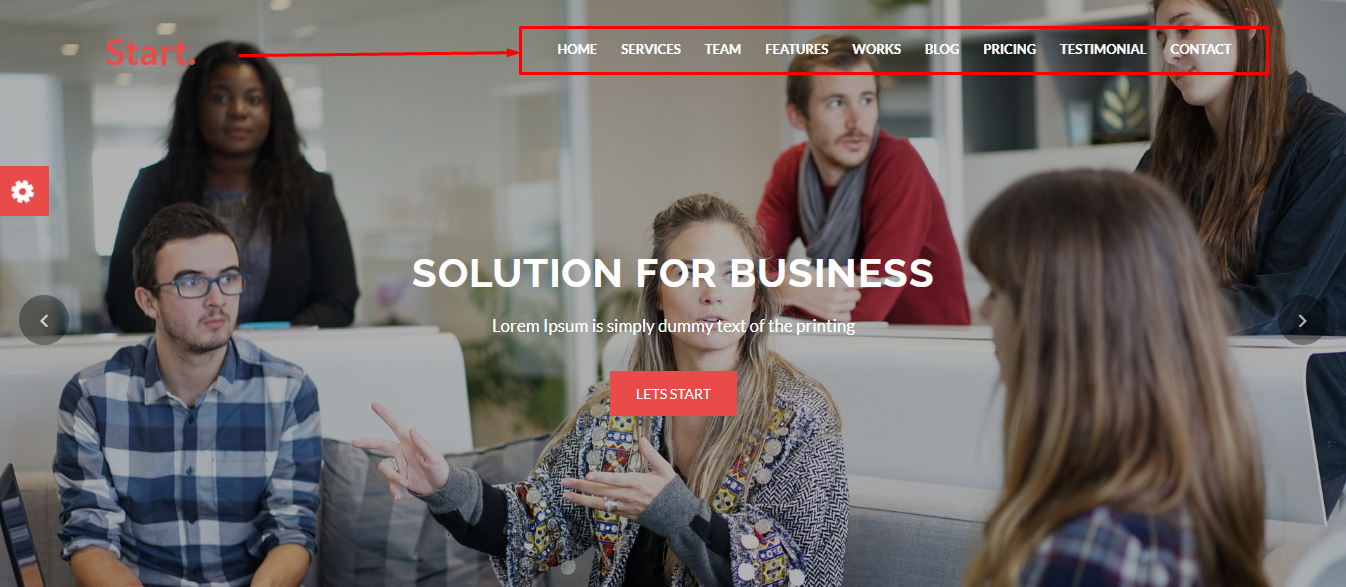 Start.
HOME SERVICES TEAM FEATURES WORKS BLOG PRICING TESTIMONIAL CONTACT
SOLUTION FOR BUSINESS
Lorem Ipsum is simply dummy text of the printing
LETS START